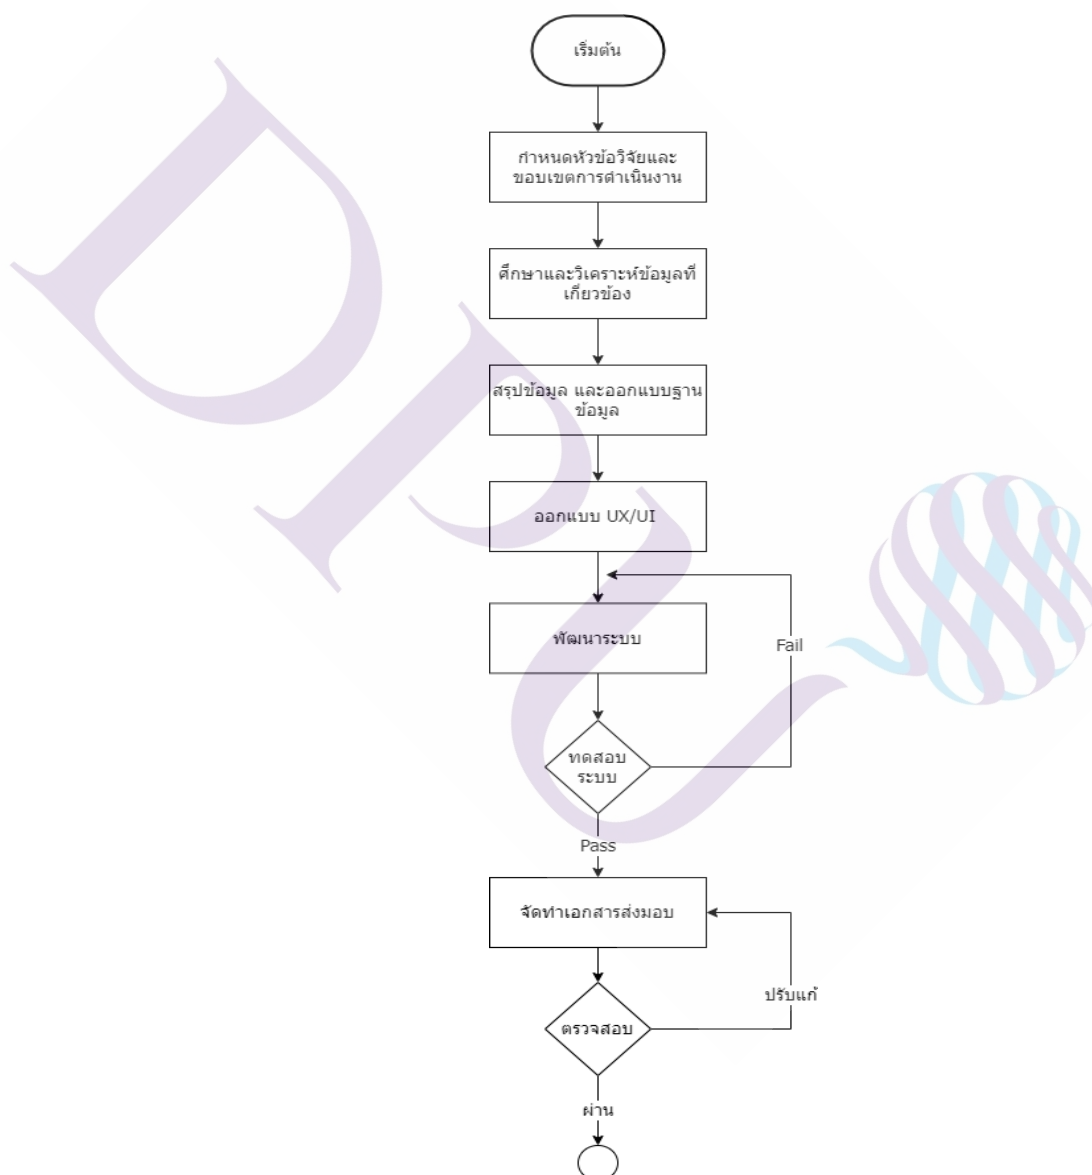 เริ่มต้น
กำหนดหัวข้อวิจัยและ
ขอบเขตการดำเนินงาน
ศึกษาและวิเคราะห์ข้อมูลที่
เกี่ยวข้อง
สรุปข้อมูล และออกแบบฐาน
ข้อมูล
ออกแบบ UX/UI
พัฒนาระบบ
Fail
ทดสอบ
ระบบ
Pass
จัดทำเอกสารส่งมอบ
ปรับแก้
ตรวจสอบ
ผ่าน
DPU